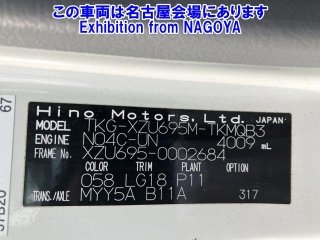 この車両は名古屋会場にあります
Exhibition from NAGOYA
Hino Motors, Ltd. JAPAN
MODEL TKG-XZU695M-TKMQB3
ENGINE N04C-UN 4009 mL
FRAME No. XZU695-0002684
COLOR TRIM PLANT OPTION
058 LG18 P11
TRANS./AXLE MYY5A B11A 317
67